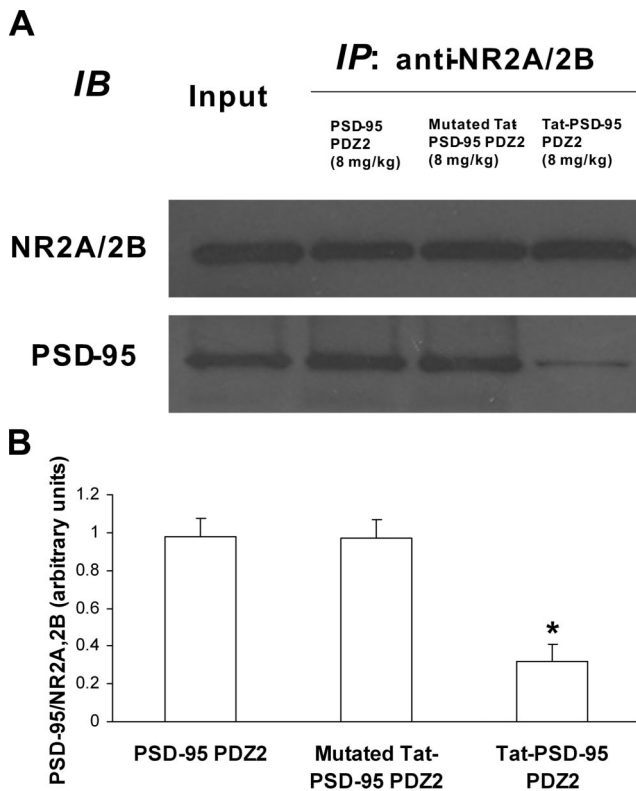 A
IB
Input
IP: anti-NR2A/2B
PSD-95
PDZ2
(8 mg/kg)
Mutated Tat-
PSD-95 PDZ2
(8 mg/kg)
Tat-PSD-95
PDZ2
(8 mg/kg)
NR2A/2B
PSD-95
B
PSD-95/NR2A,2B (arbitrary units)
1.2
1
0.8
0.6
0.4
0.2
0
*
PSD-95 PDZ2
Mutated Tat-
PSD-95 PDZ2
Tat-PSD-95
PDZ2